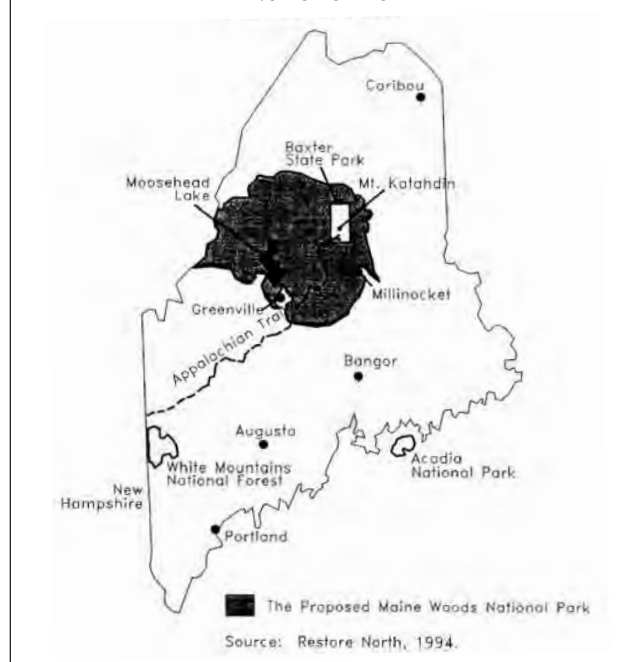 Caribou
Baxter
State Park
Mt. Katahdin
Moosehead
Lake
Millinocket
Greenville
Appalachian Trail
Bangor
Augusta
White Mountains
National Forest
Acadia
National Park
New
Hampshire
Portland
The Proposed Maine Woods National Park
Source: Restore North, 1994.